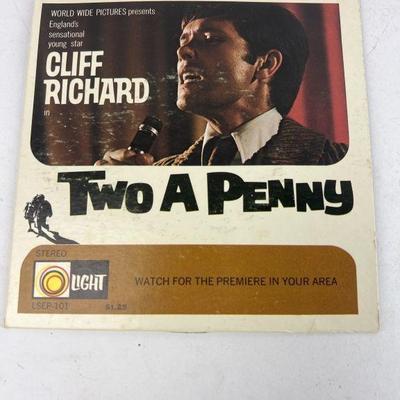 WORLD WIDE PICTURES presents
England's
sensational
young star
CLIFF
RICHARD
in
TWO A PENNY
STEREO
LIGHT
WATCH FOR THE PREMIERE IN YOUR AREA
LSEP-101 $1.25